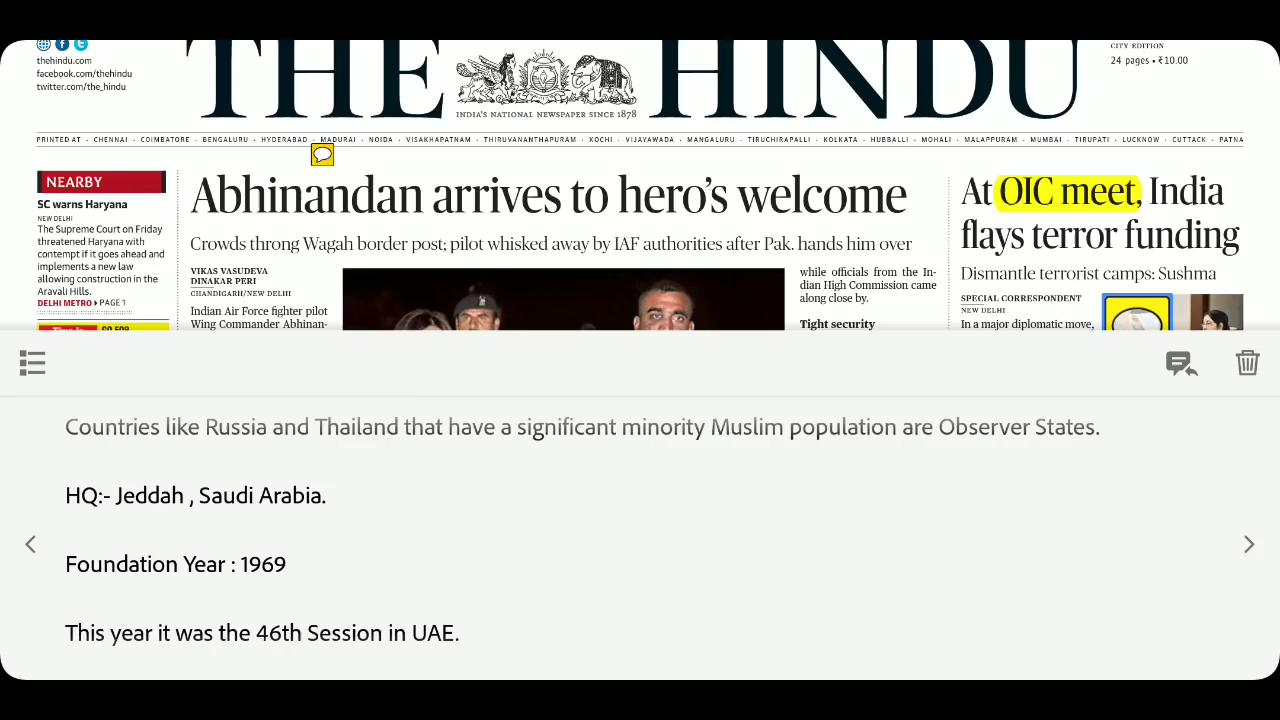 thehindu.com
facebook.com/thehindu
twitter.com/the_hindu
THE HINDU
INDIA'S NATIONAL NEWSPAPER SINCE 1878
CITY EDITION
24 pages • ₹10.00
PRINTED AT · CHENNAI · COIMBATORE · BENGALURU · HYDERABAD · MADURAI · NOIDA · VISAKHAPATNAM · THIRUVANANTHAPURAM · KOCHI · VIJAYAWADA · MANGALURU · TIRUCHIRAPALLI · KOLKATA · HUBBALLI · MOHALI · MALAPPURAM · MUMBAI · TIRUPATI · LUCKNOW · CUTTACK · PATNA
NEARBY
SC warns Haryana
NEW DELHI
The Supreme Court on Friday
threatened Haryana with
contempt if it goes ahead and
implements a new law
allowing construction in the
Aravali Hills.
DELHI METRO PAGE 1
Abhinandan arrives to hero's welcome
Crowds throng Wagah border post; pilot whisked away by IAF authorities after Pak. hands him over
VIKAS VASUDEVA
DINAKAR PERI
CHANDIGARH/NEW DELHI
Indian Air Force fighter pilot
Wing Commander Abhinan-
while officials from the In-
dian High Commission came
along close by.
Tight security
At OIC meet, India
flays terror funding
Dismantle terrorist camps: Sushma
SPECIAL CORRESPONDENT
NEW DELHI
In a major diplomatic move,
Countries like Russia and Thailand that have a significant minority Muslim population are Observer States.
HQ:- Jeddah , Saudi Arabia.
Foundation Year : 1969
This year it was the 46th Session in UAE.